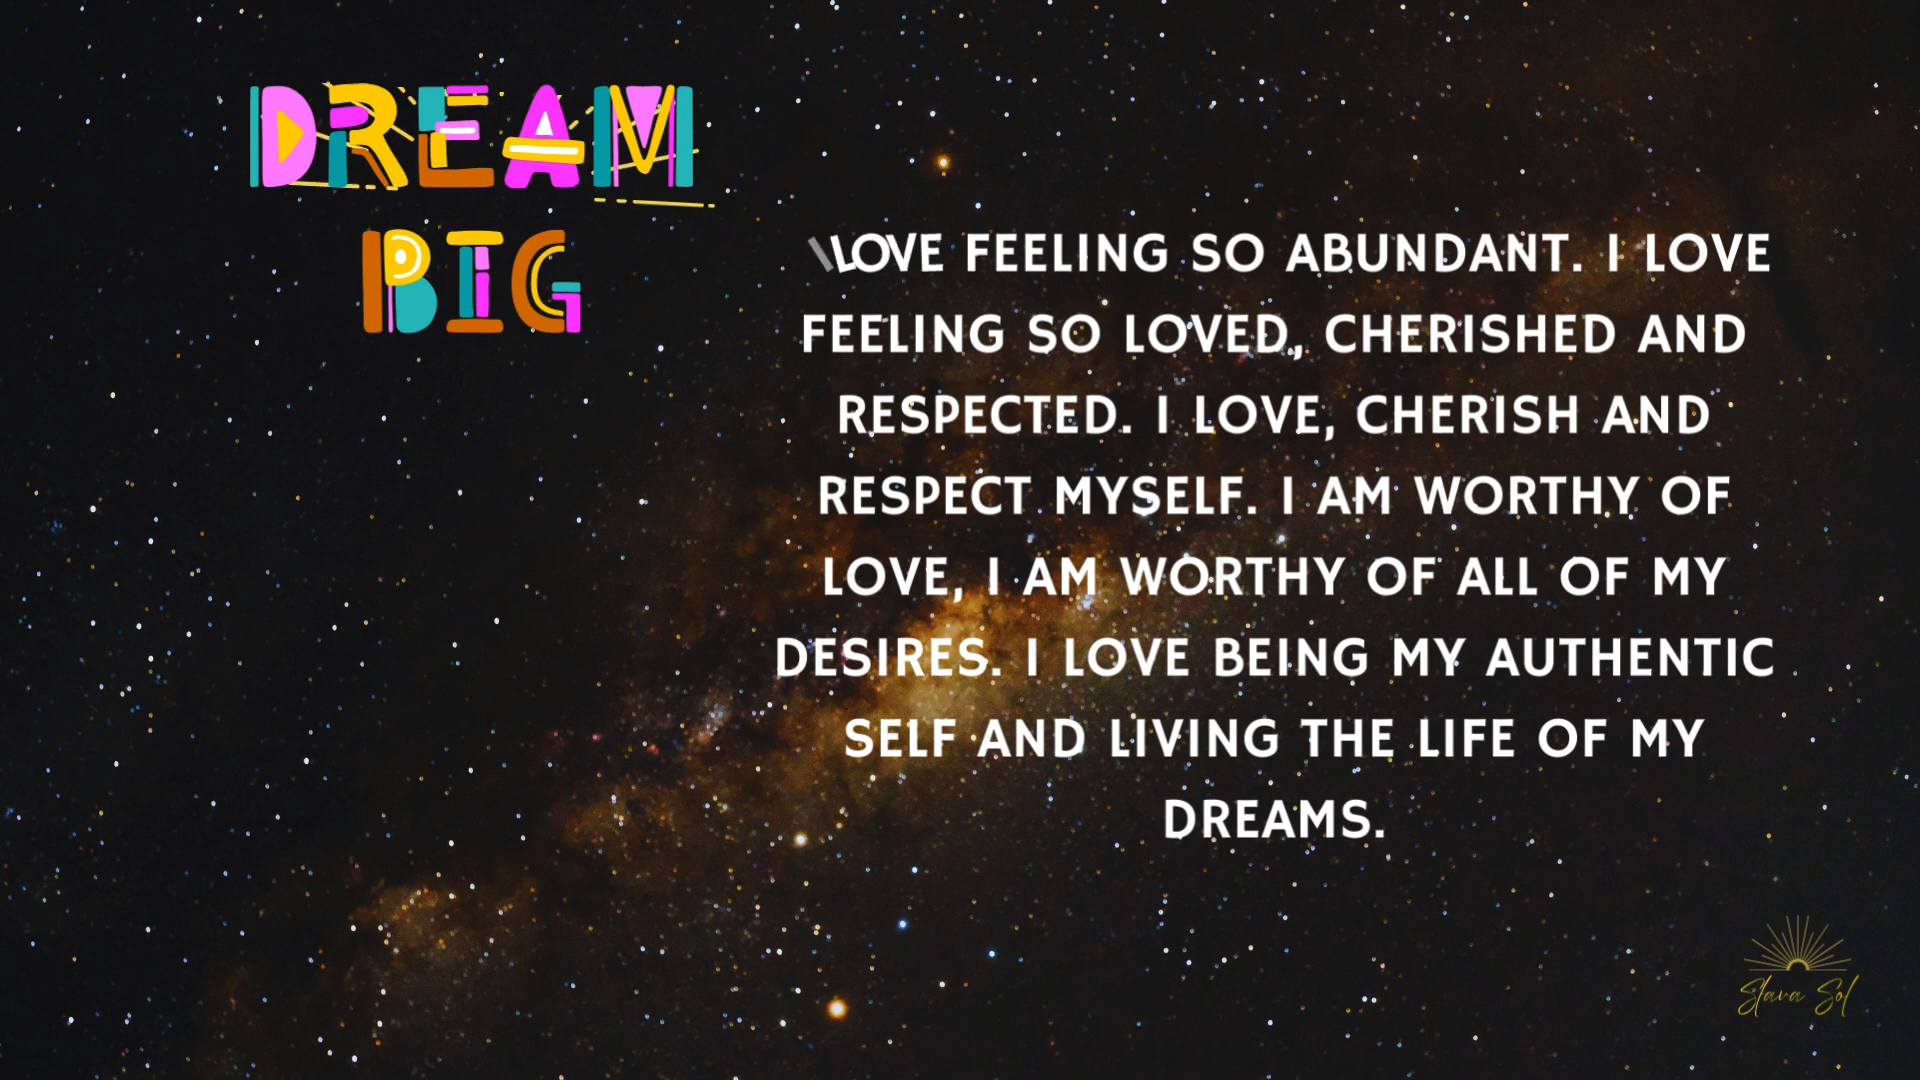 DREAM
BIG
I LOVE FEELING SO ABUNDANT. I LOVE
FEELING SO LOVED, CHERISHED AND
RESPECTED. I LOVE, CHERISH AND
RESPECT MYSELF. I AM WORTHY OF
LOVE, I AM WORTHY OF ALL OF MY
DESIRES. I LOVE BEING MY AUTHENTIC
SELF AND LIVING THE LIFE OF MY
DREAMS.
Slava Sol